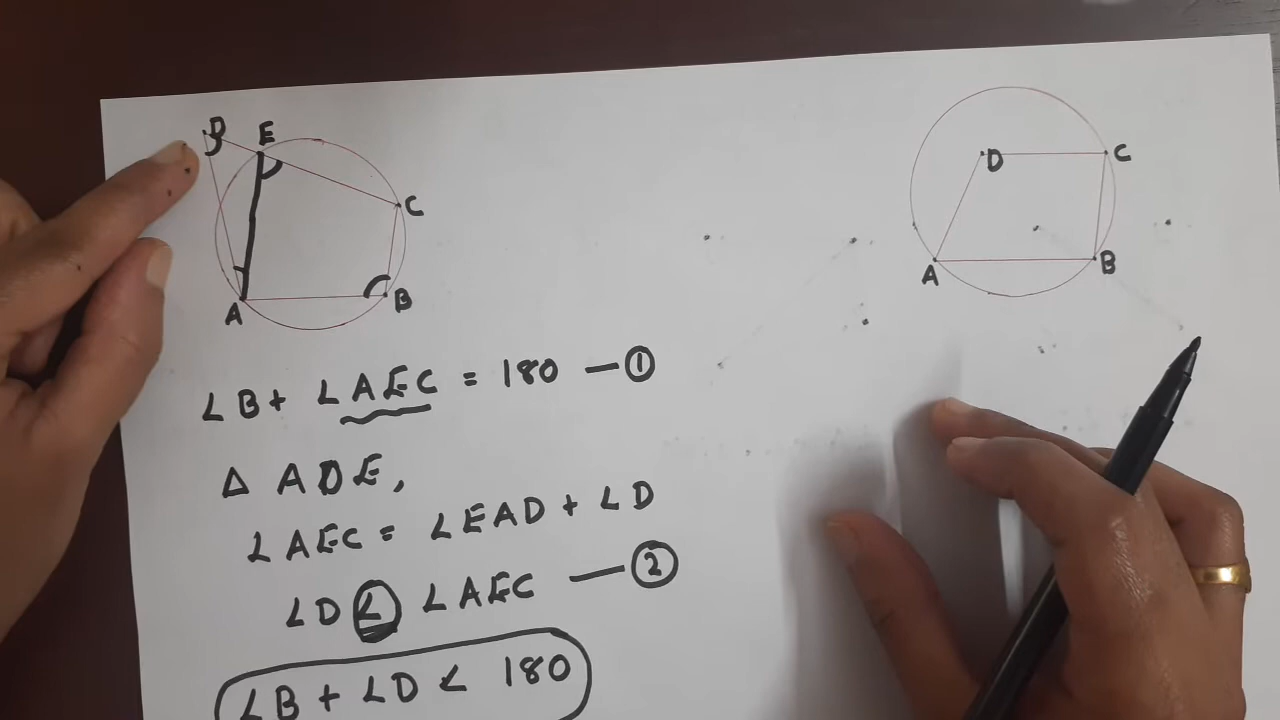 D E
C
A B
D C
A B
∠B + ∠AEC = 180 — ①
Δ ADE,
∠AEC = ∠EAD + ∠D
∠D < ∠AEC — ②
∠B + ∠D < 180